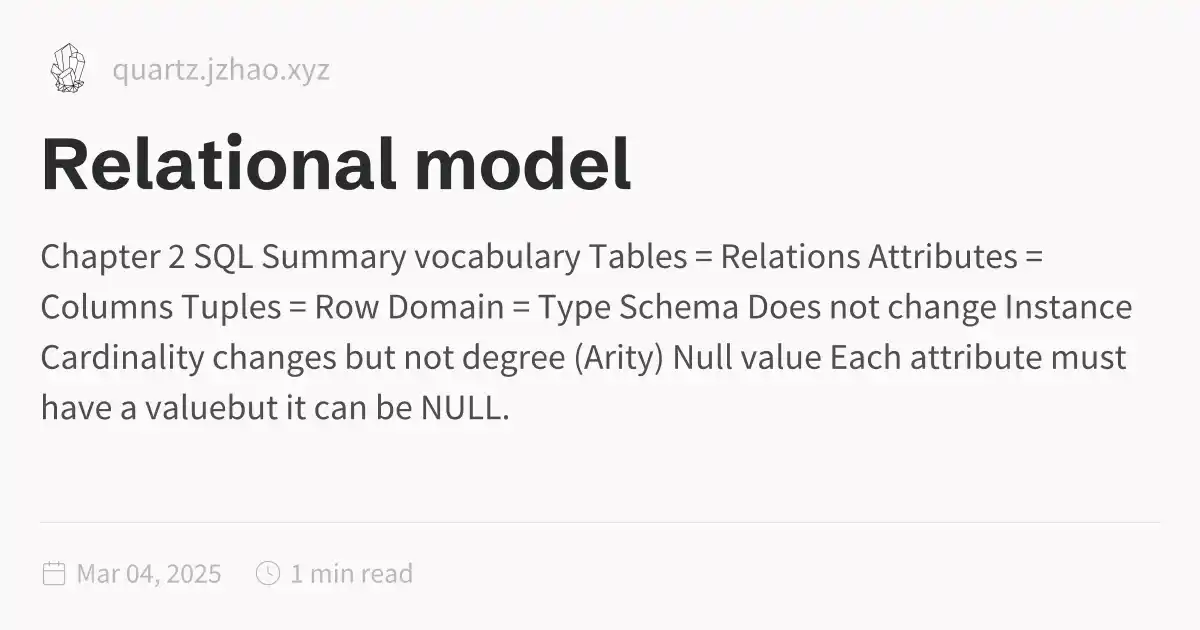 quartz.jzhao.xyz
Relational model
Chapter 2 SQL Summary vocabulary Tables = Relations Attributes =
Columns Tuples = Row Domain = Type Schema Does not change Instance
Cardinality changes but not degree (Arity) Null value Each attribute must
have a valuebut it can be NULL.
Mar 04, 2025 1 min read